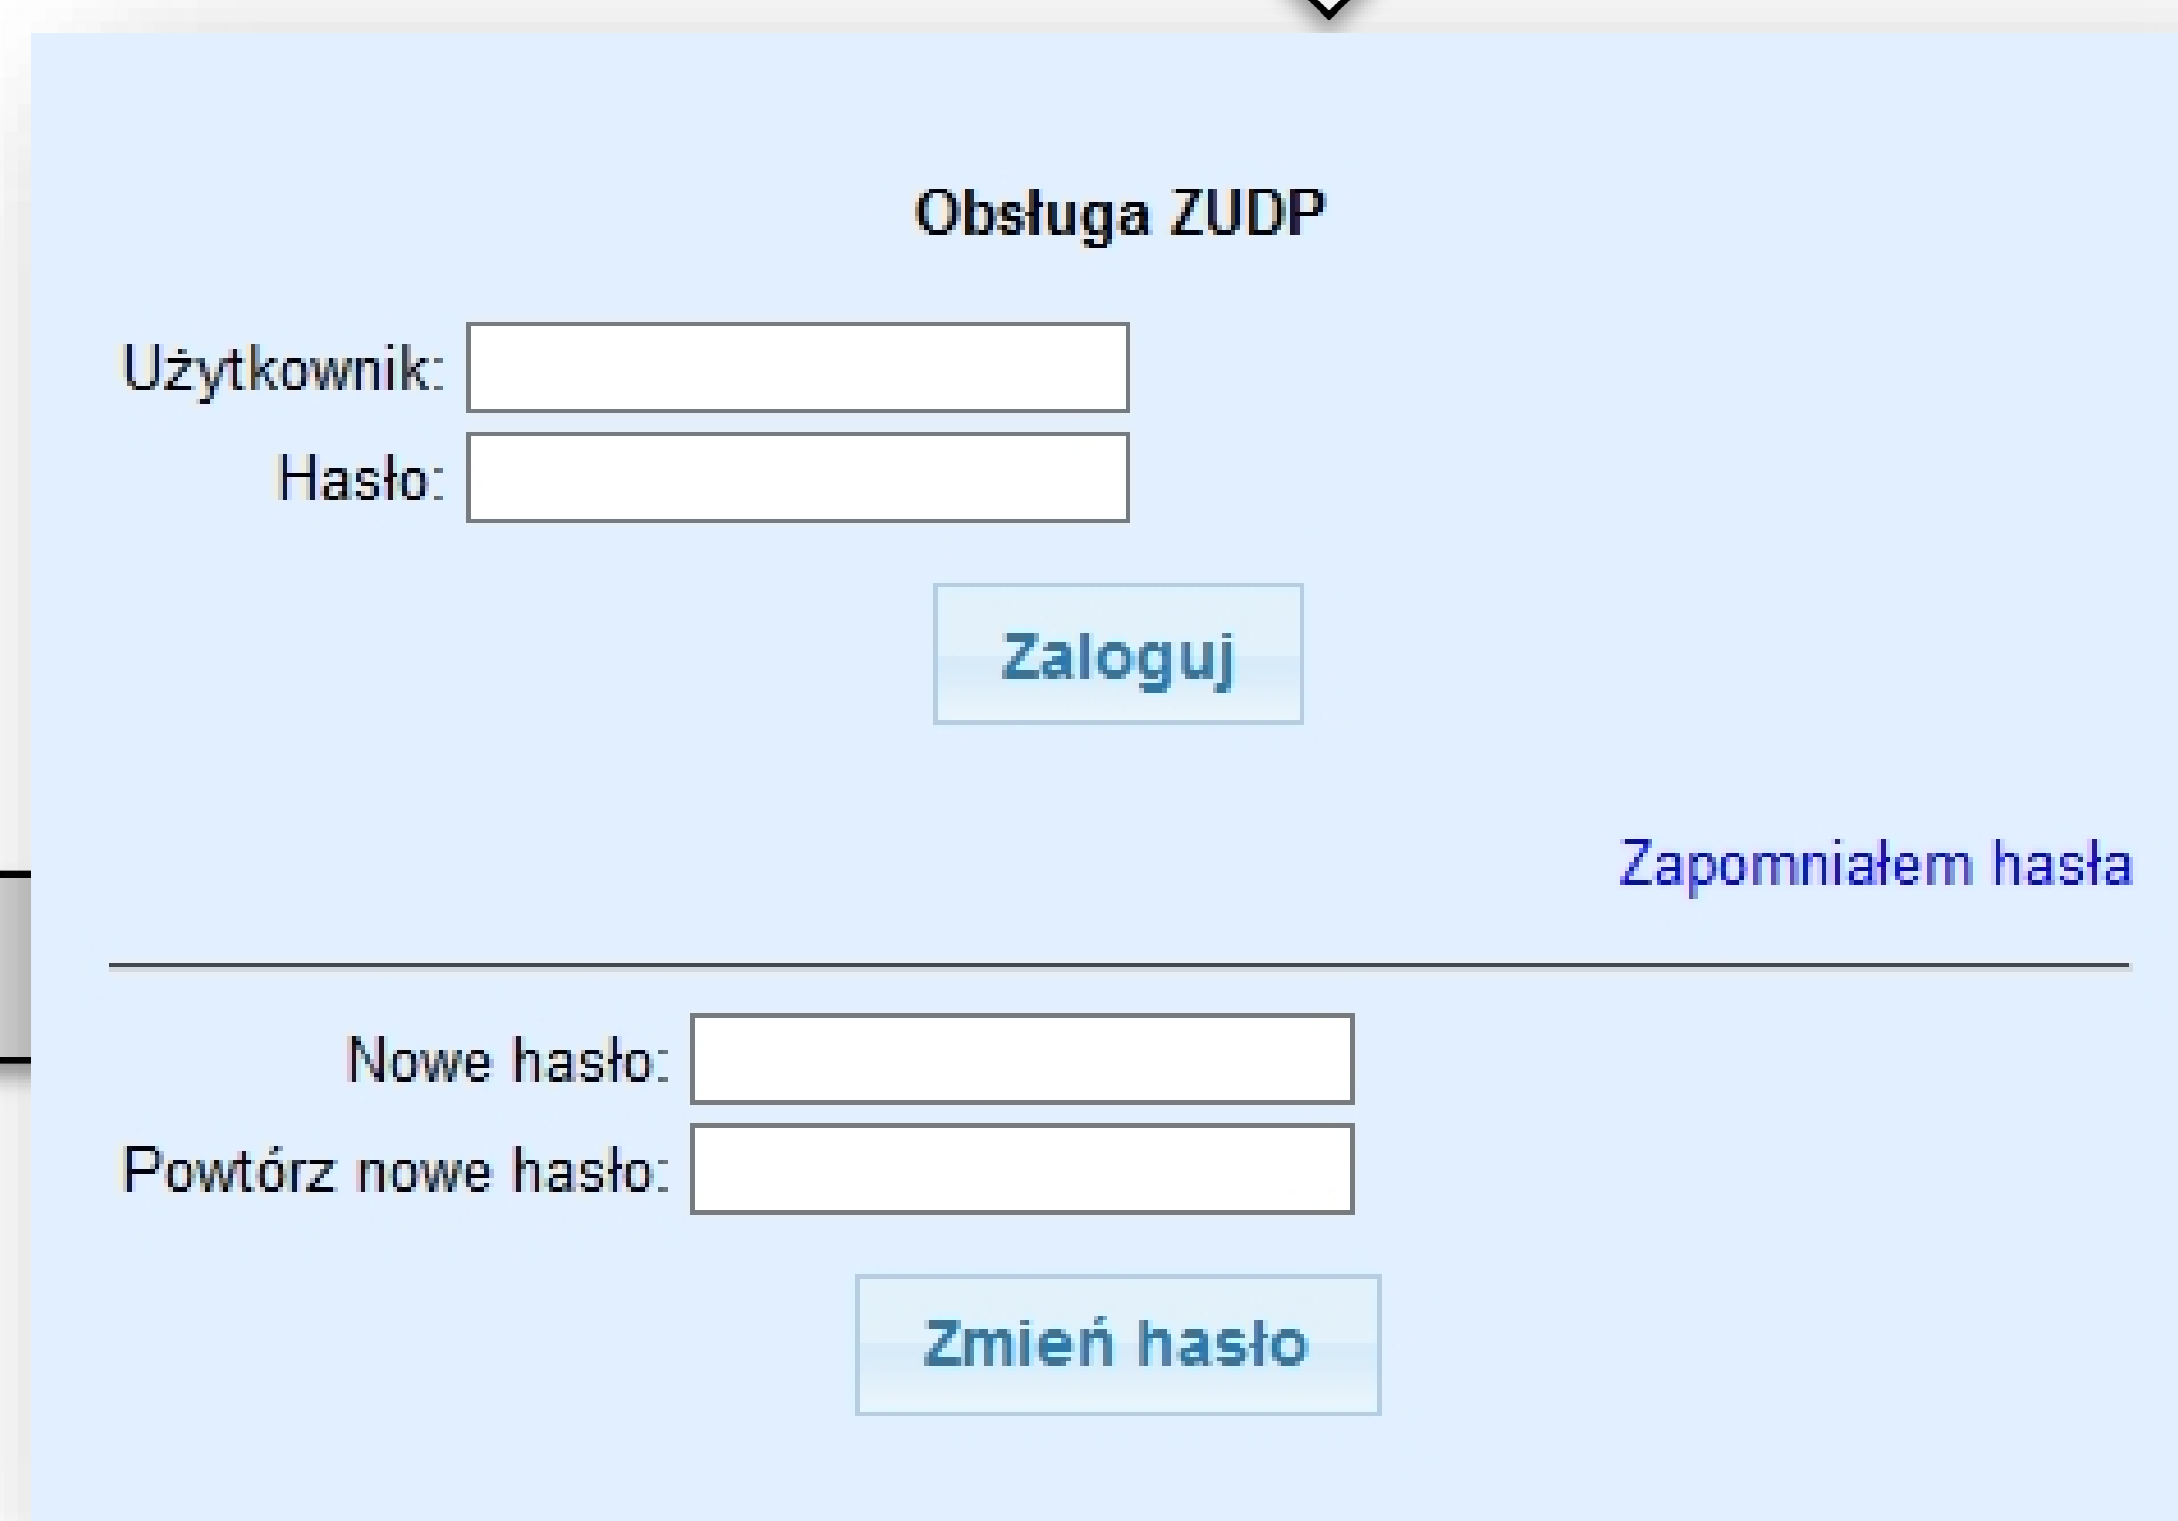 Obsługa ZUDP
Użytkownik:
Hasło:
Zaloguj
Zapomniałem hasła
Nowe hasło:
Powtórz nowe hasło:
Zmień hasło